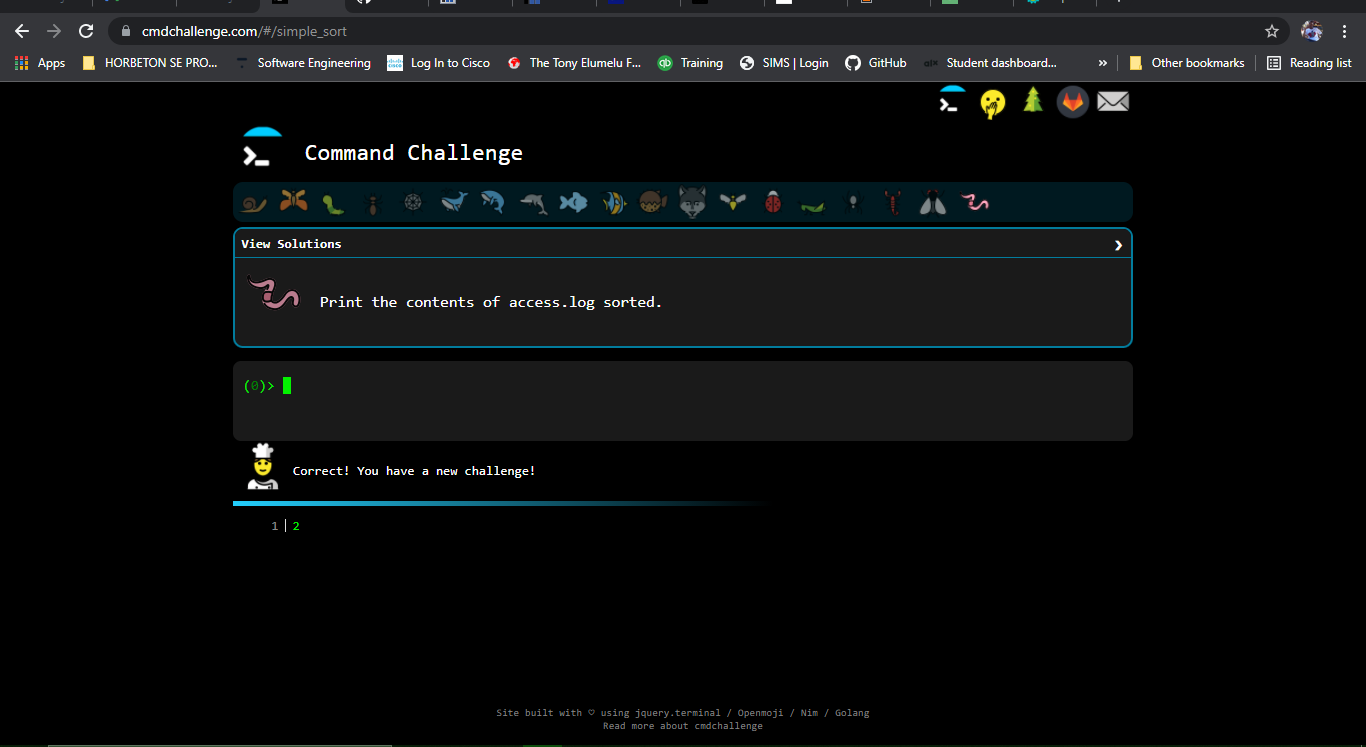 cmdchallenge.com/#/simple_sort
Apps HORBETON SE PRO... Software Engineering Log In to Cisco The Tony Elumelu F... Training SIMS | Login GitHub Student dashboard... » Other bookmarks Reading list
Command Challenge
View Solutions
Print the contents of access.log sorted.
(0)>
Correct! You have a new challenge!
1 | 2
Site built with ♡ using jquery.terminal / Openmoji / Nim / Golang
Read more about cmdchallenge